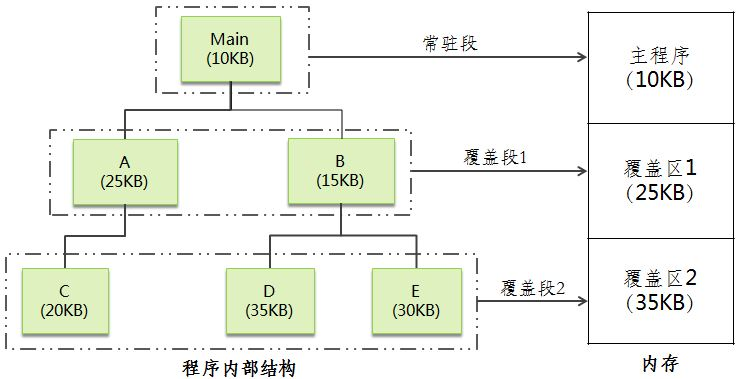 Main
(10KB)
常驻段
主程序
(10KB)
A
(25KB)
B
(15KB)
覆盖段1
覆盖区1
(25KB)
C
(20KB)
D
(35KB)
E
(30KB)
覆盖段2
覆盖区2
(35KB)
程序内部结构
内存